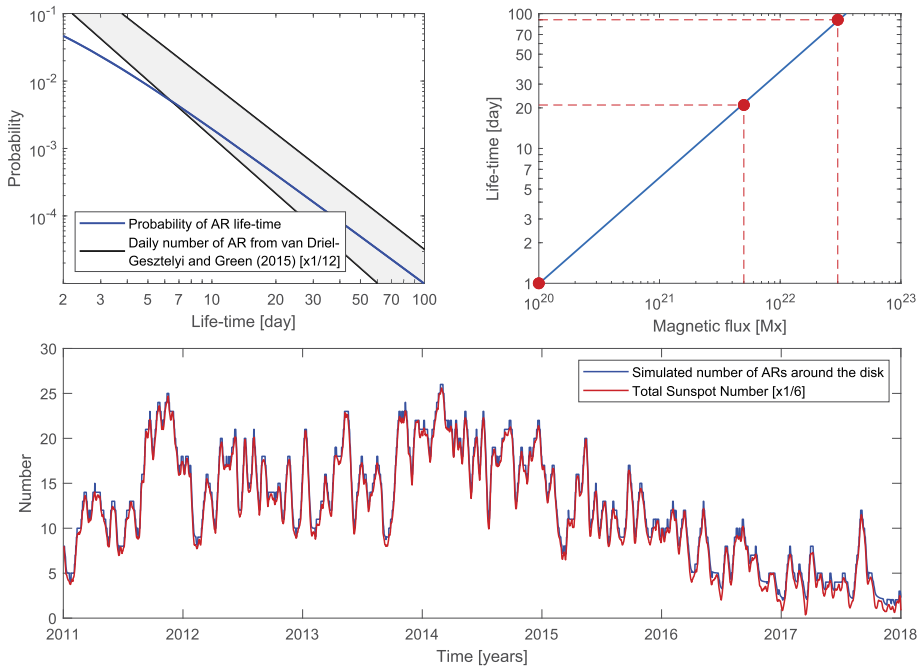 10^-1
10^-2
10^-3
10^-4
Probability
2 3 5 7 10 20 30 50 70 100
Life-time [day]
Probability of AR life-time
Daily number of AR from van Driel-
Gesztelyi and Green (2015) [x1/12]
100
70
50
30
20
10
7
5
3
2
1
Life-time [day]
10^20 10^21 10^22 10^23
Magnetic flux [Mx]
30
25
20
15
10
5
0
Number
Simulated number of ARs around the disk
Total Sunspot Number [x1/6]
2011 2012 2013 2014 2015 2016 2017 2018
Time [years]